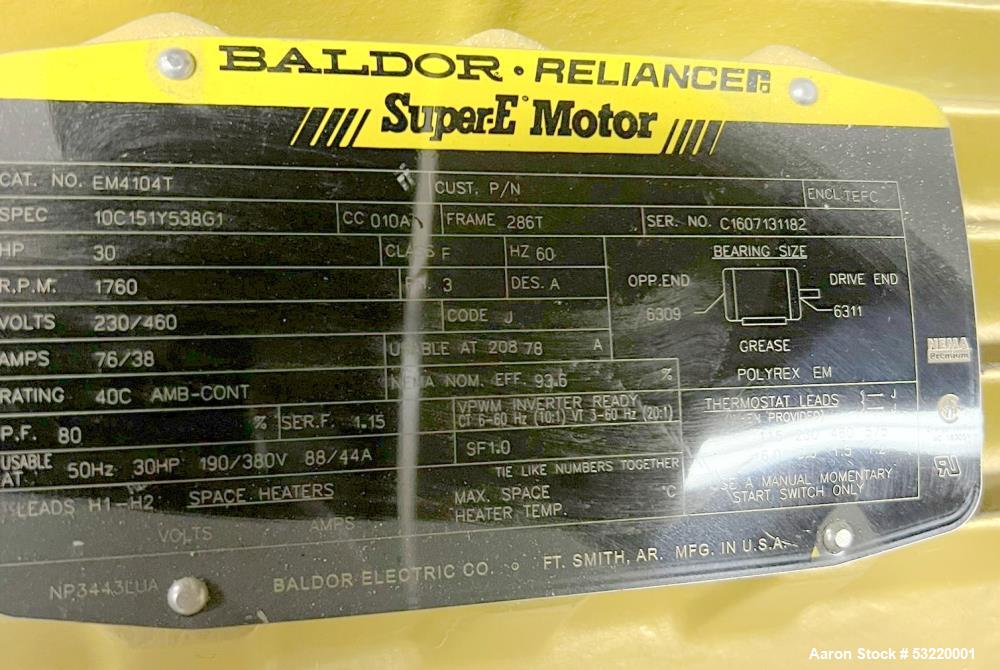 BALDOR • RELIANCE
Super-E Motor
CAT. NO. EM4104T CUST. P/N ENCL.TEFC
SPEC 10C151Y538G1 CC 010A FRAME 286T SER. NO. C1607131182
HP 30 CLASS F HZ 60 BEARING SIZE
R.P.M. 1760 PH. 3 DES. A OPP.END DRIVE END
VOLTS 230/460 CODE J 6309 6311
AMPS 76/38 USABLE AT 208 78 A GREASE
RATING 40C AMB-CONT NEMA NOM. EFF. 93.6 % POLYREX EM
P.F. 80 % SER.F. 1.15 VPWM INVERTER READY
CT 6-60 Hz (10:1) VT 3-60 Hz (20:1)
SF1.0
THERMOSTAT LEADS J J
PROVIDED)
USABLE AT. 50Hz 30HP 190/380V 88/44A
TIE LIKE NUMBERS TOGETHER
USE A MANUAL MOMENTARY
START SWITCH ONLY
LEADS H1-H2 SPACE HEATERS MAX. SPACE HEATER TEMP. °C
VOLTS AMPS
NP3443LUA BALDOR ELECTRIC CO. FT. SMITH, AR. MFG. IN U.S.A.
NEMA
Premium
Aaron Stock # 53220001